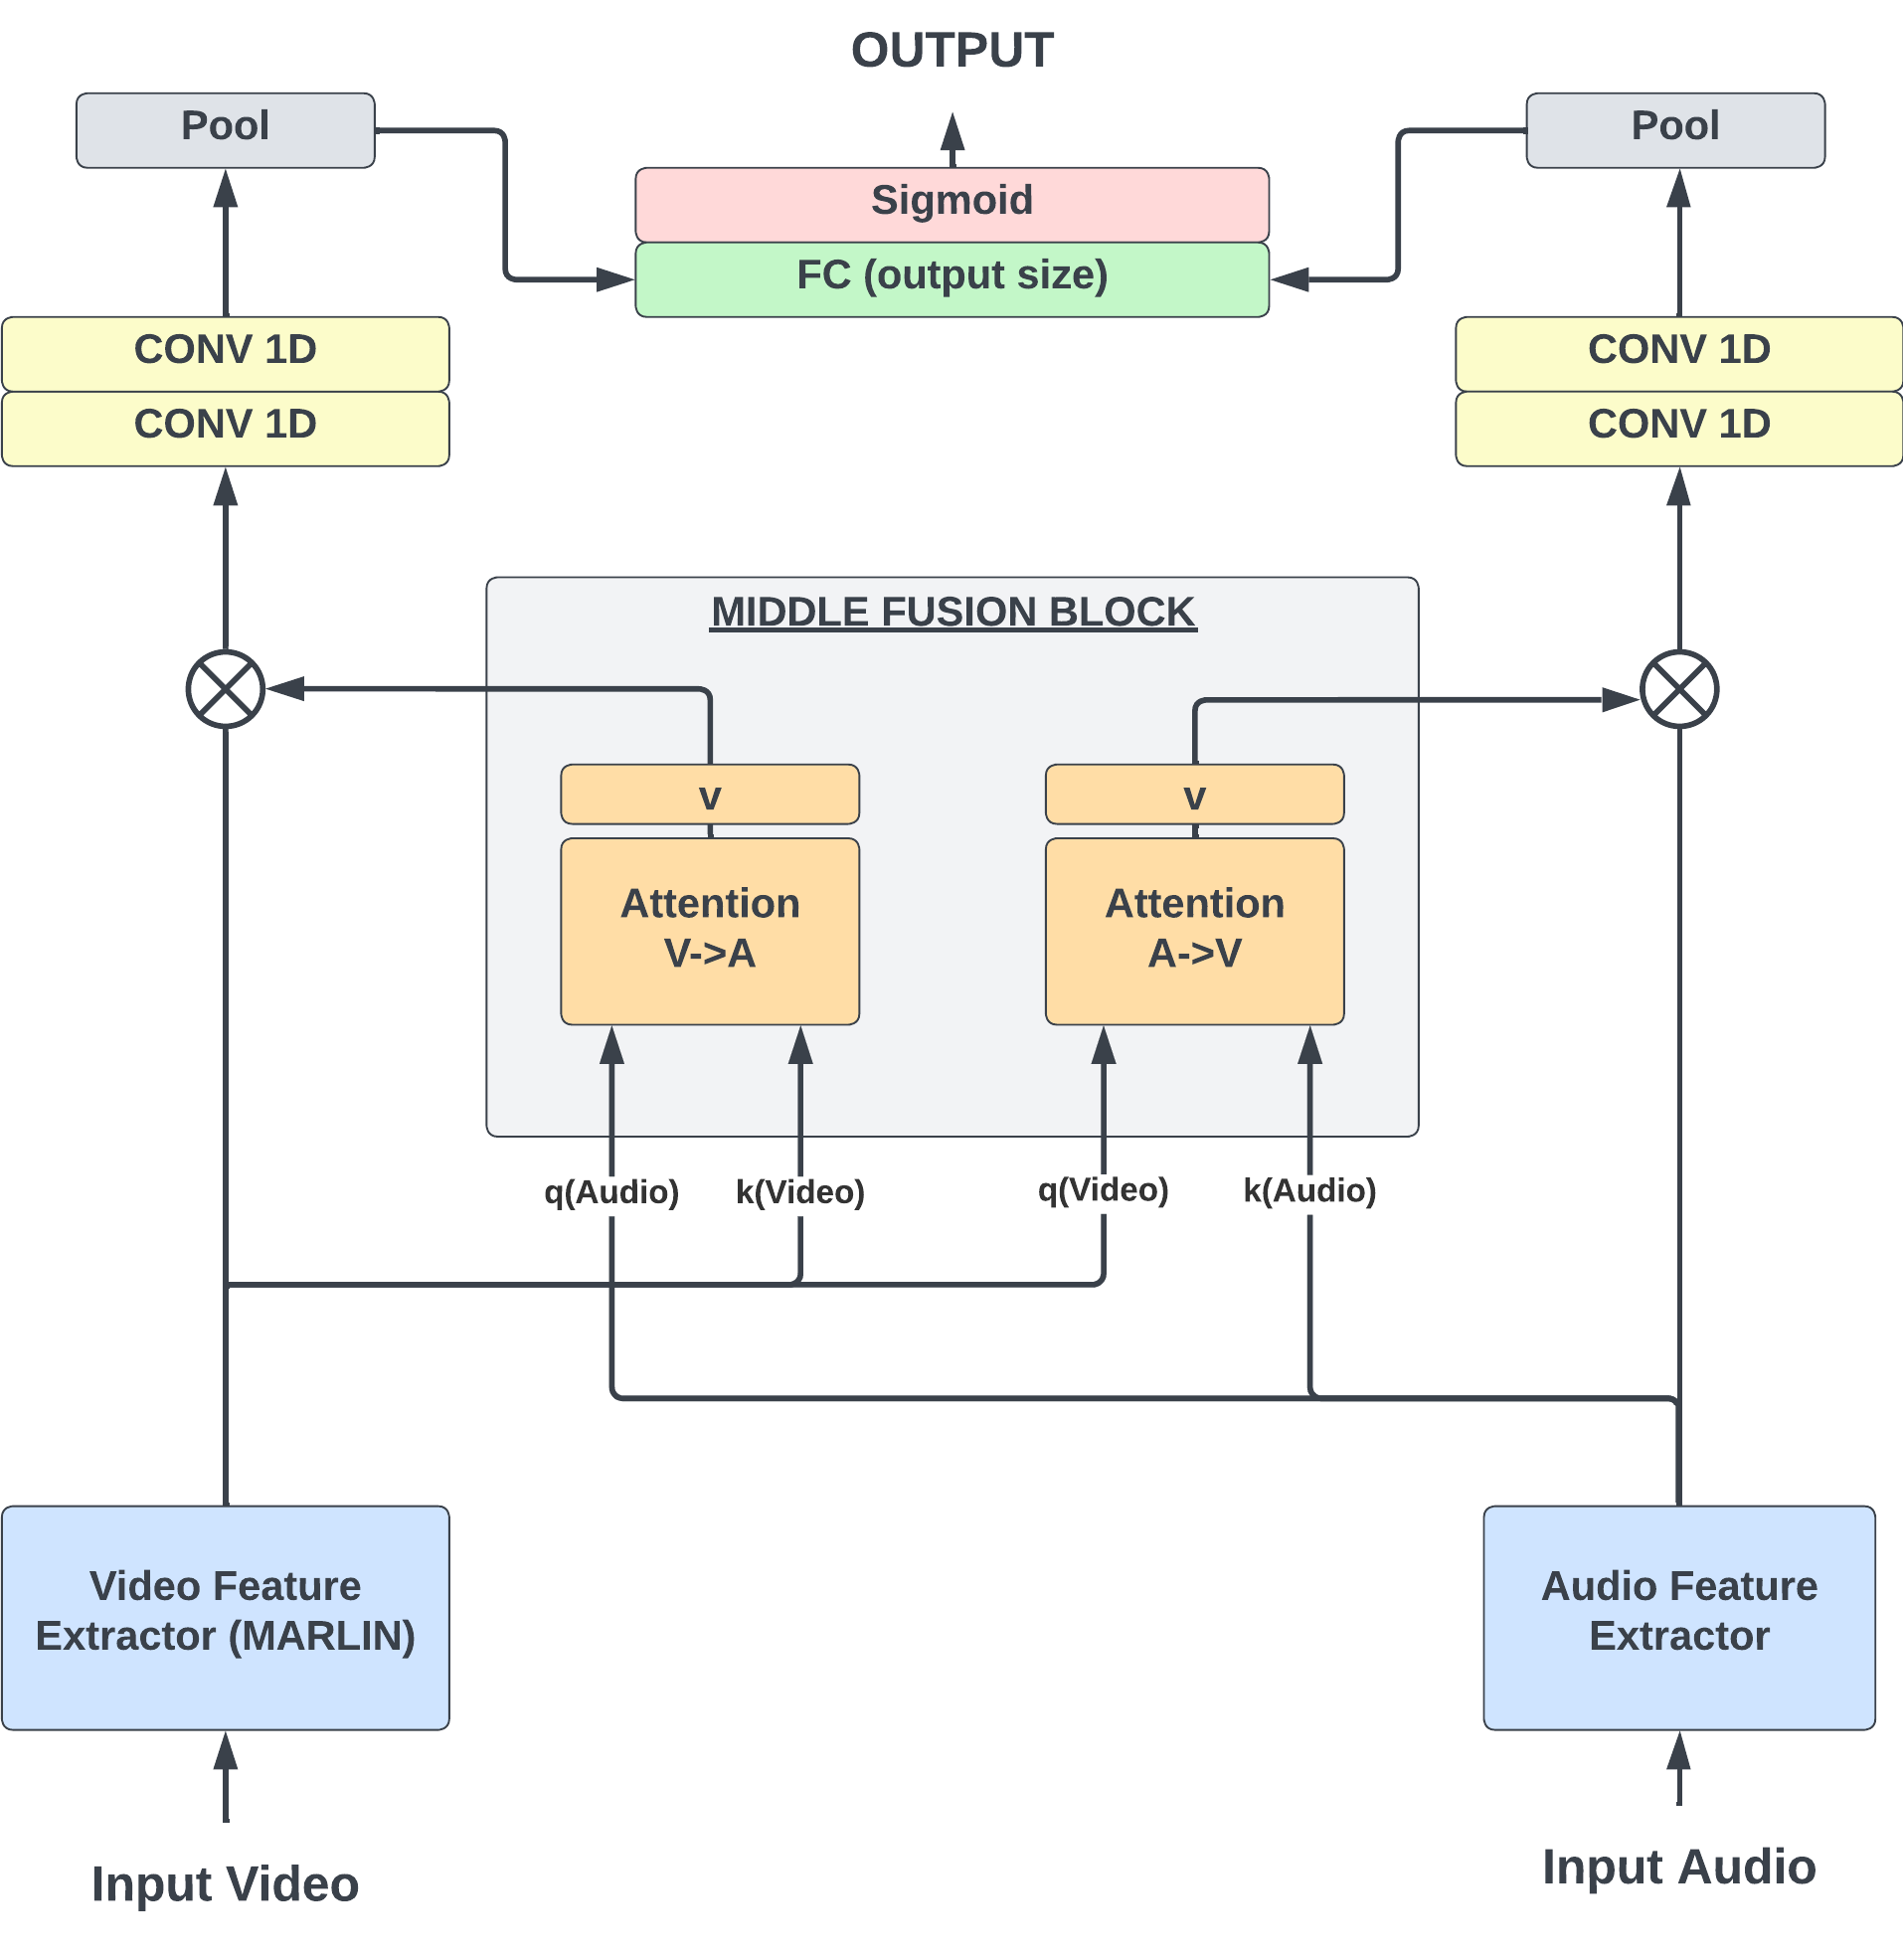 OUTPUT
Pool
Pool
Sigmoid
FC (output size)
CONV 1D
CONV 1D
CONV 1D
CONV 1D
MIDDLE FUSION BLOCK
v
v
Attention
V->A
Attention
A->V
q(Audio)
k(Video)
q(Video)
k(Audio)
Video Feature
Extractor (MARLIN)
Audio Feature
Extractor
Input Video
Input Audio